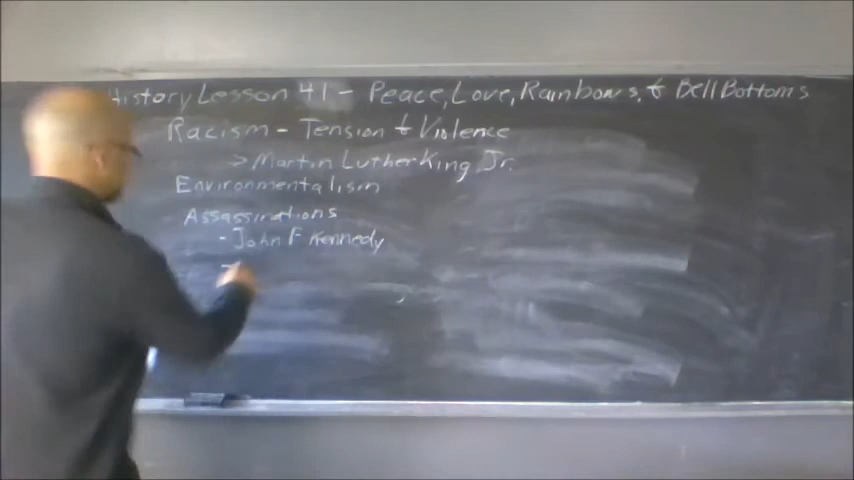 History Lesson 41 - Peace, Love, Rainbows, & Bell Bottoms
Racism - Tension & Violence
> Martin Luther King Jr.
Environmentalism
Assassinations
- John F Kennedy
-